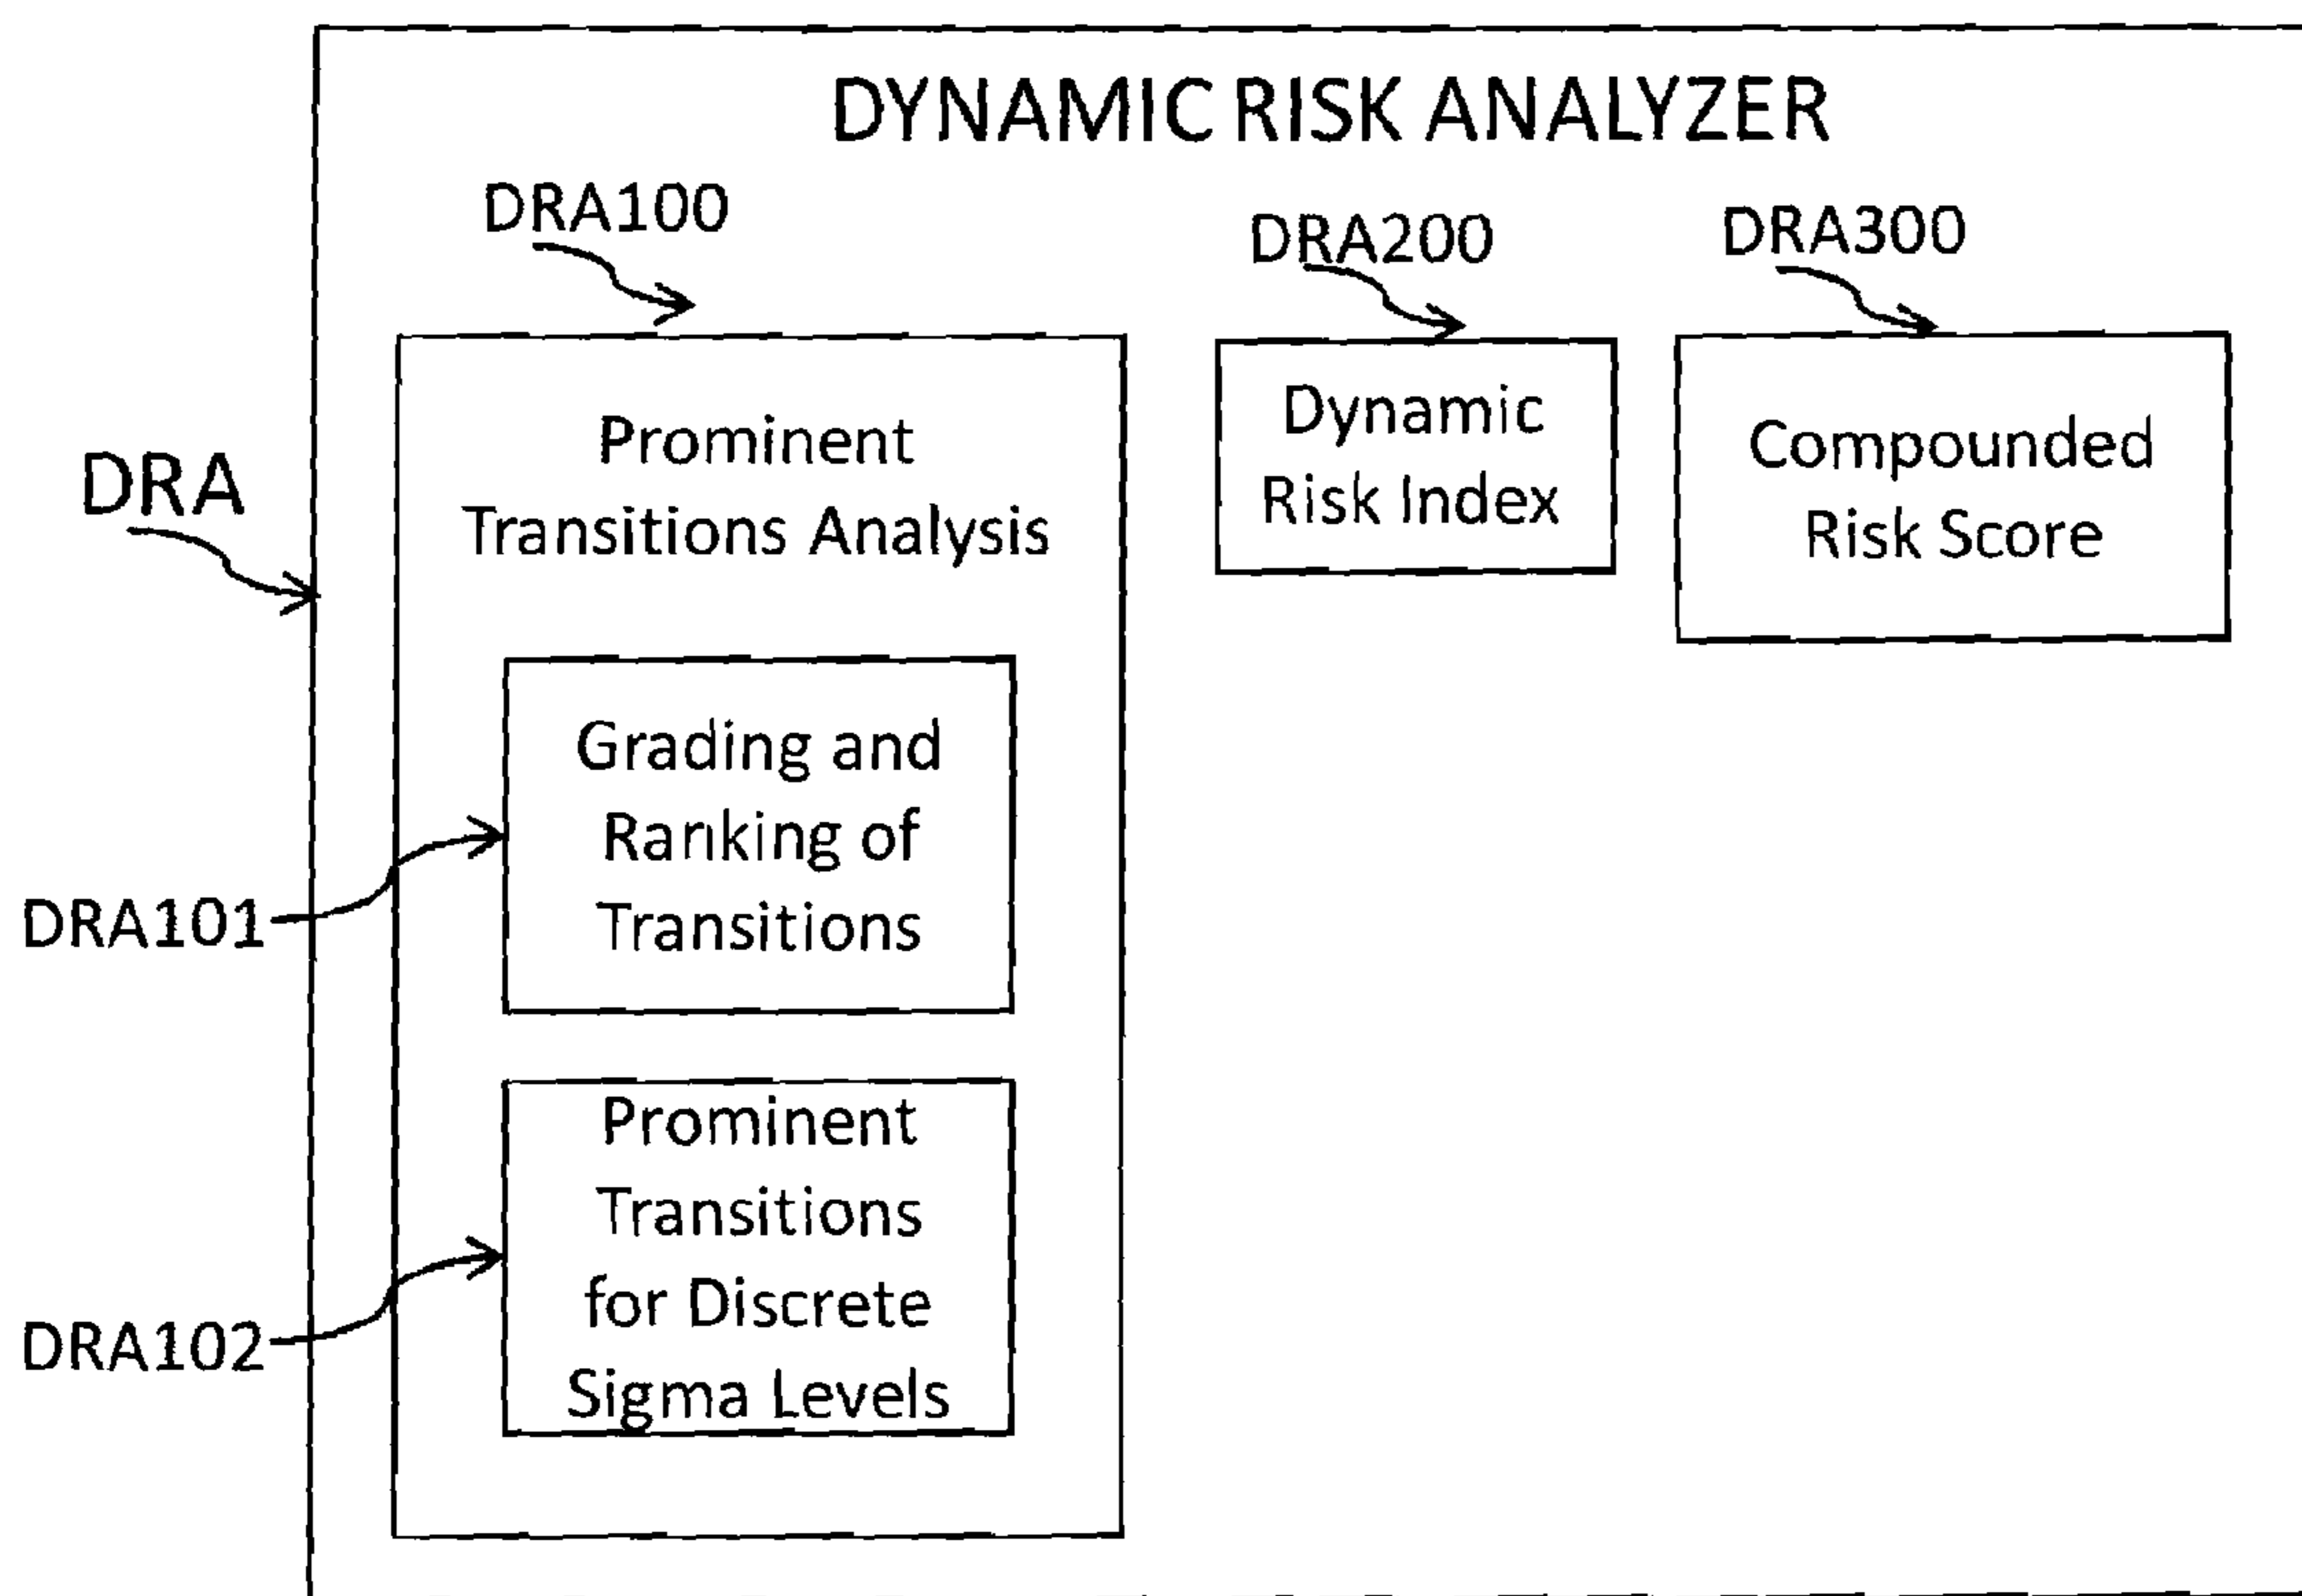 DYNAMIC RISK ANALYZER
DRA100
DRA200
DRA300
DRA
Prominent
Transitions Analysis
Dynamic
Risk Index
Compounded
Risk Score
DRA101
Grading and
Ranking of
Transitions
DRA102
Prominent
Transitions
for Discrete
Sigma Levels